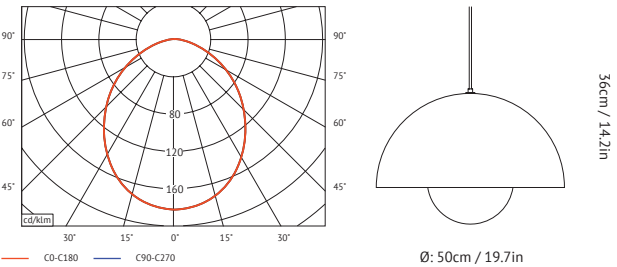 90˚ 90˚
75˚ 75˚
60˚ 60˚
45˚ 45˚
80
120
160
cd/klm
30˚ 15˚ 0˚ 15˚ 30˚
C0-C180 C90-C270
36cm / 14.2in
Ø: 50cm / 19.7in